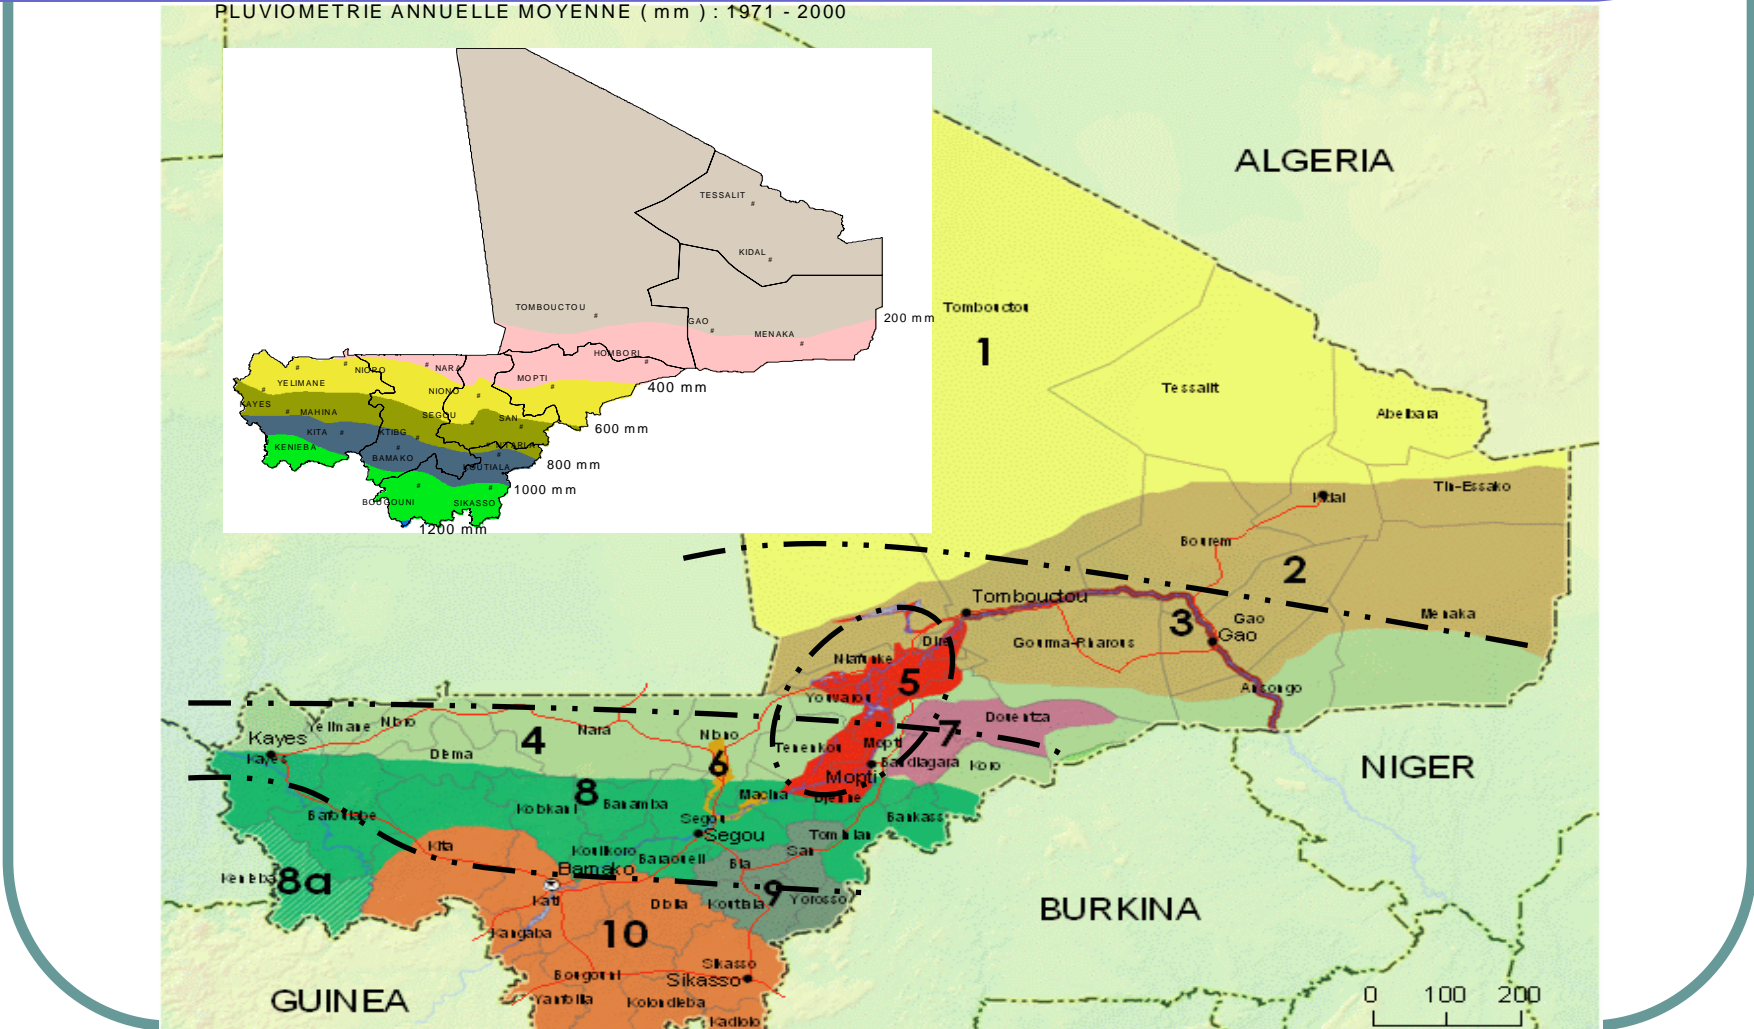 PLUVIOMETRIE ANNUELLE MOYENNE ( mm ) : 1971 - 2000
TESSALIT
KIDAL
TOMBOUCTOU
GAO
MENAKA
200 mm
HOMBORI
NIORO
NARA
MOPTI
YELIMANE
NIONO
400 mm
KAYES
MAHINA
SEGOU
SAN
600 mm
KITA
KENIEBA
BAMAKO
KOUTIALA
800 mm
1000 mm
BOUGOUNI
SIKASSO
1200 mm
ALGERIA
Tombouctou
1
Tessalit
Abeibara
Tin-Essako
Kidal
Bourem
2
Menaka
Tombouctou
3
Gao
Gao
Gourma-Rharous
Dire
Niafunke
5
Youvarou
Ansongo
Douentza
7
Yelimane
Nioro
Nara
4
Kayes
Kayes
Diema
Niono
6
Tenenkou
Mopti
Mopti
Bandiagara
Koro
NIGER
8
Kolokani
Banamba
Macina
Djenne
Bankass
Bafoulabe
Segou
Segou
Tominian
San
Kita
Koulikoro
Baraoueli
Bla
Bamako
Kenieba
8a
9
Kati
Dioila
Koutiala
Yorosso
BURKINA
Kangaba
10
Bougouni
Sikasso
Sikasso
GUINEA
Yanfolila
Kolondieba
Kadiolo
0 100 200